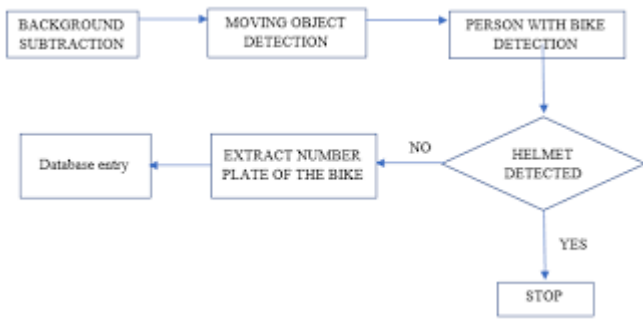 BACKGROUND
SUBTRACTION
MOVING OBJECT
DETECTION
PERSON WITH BIKE
DETECTION
HELMET
DETECTED
NO
EXTRACT NUMBER
PLATE OF THE BIKE
Database entry
YES
STOP